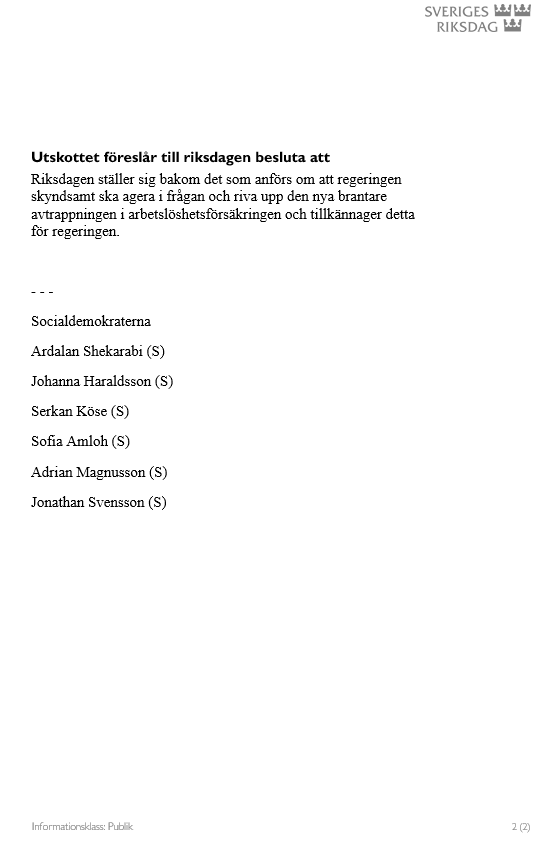 SVERIGES
RIKSDAG
Utskottet föreslår till riksdagen besluta att
Riksdagen ställer sig bakom det som anförs om att regeringen
skyndsamt ska agera i frågan och riva upp den nya brantare
avtrappningen i arbetslöshetsförsäkringen och tillkännager detta
för regeringen.
- - -
Socialdemokraterna
Ardalan Shekarabi (S)
Johanna Haraldsson (S)
Serkan Köse (S)
Sofia Amloh (S)
Adrian Magnusson (S)
Jonathan Svensson (S)
Informationsklass: Publik
2 (2)